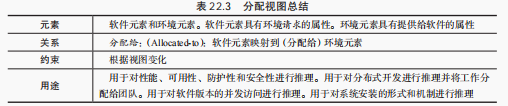 表 22.3 分配视图总结
元素 软件元素和环境元素。软件元素具有环境请求的属性。环境元素具有提供给软件的属性
关系 分配给：(Allocated-to)：软件元素映射到 (分配给) 环境元素
约束 根据视图变化
用途 用于对性能、可用性、防护性和安全性进行推理。用于对分布式开发进行推理并将工作分
配给团队。用于对软件版本的并发访问进行推理。用于对系统安装的形式和机制进行推理